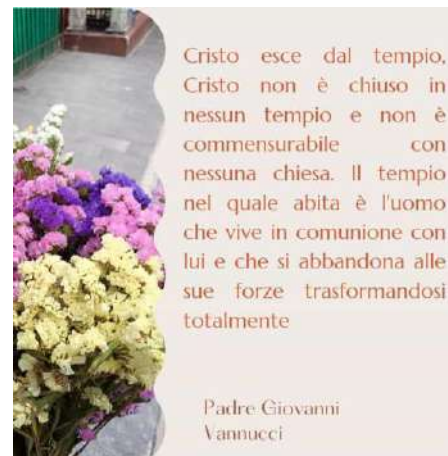 Cristo esce dal tempio,
Cristo non è chiuso in
nessun tempio e non è
commensurabile con
nessuna chiesa. Il tempio
nel quale abita è l'uomo
che vive in comunione con
lui e che si abbandona alle
sue forze trasformandosi
totalmente
Padre Giovanni
Vannucci